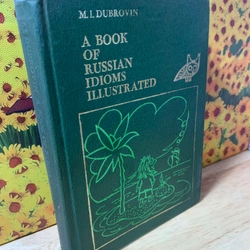 M. I. DUBROVIN
A BOOK
OF
RUSSIAN
IDIOMS
ILLUSTRATED